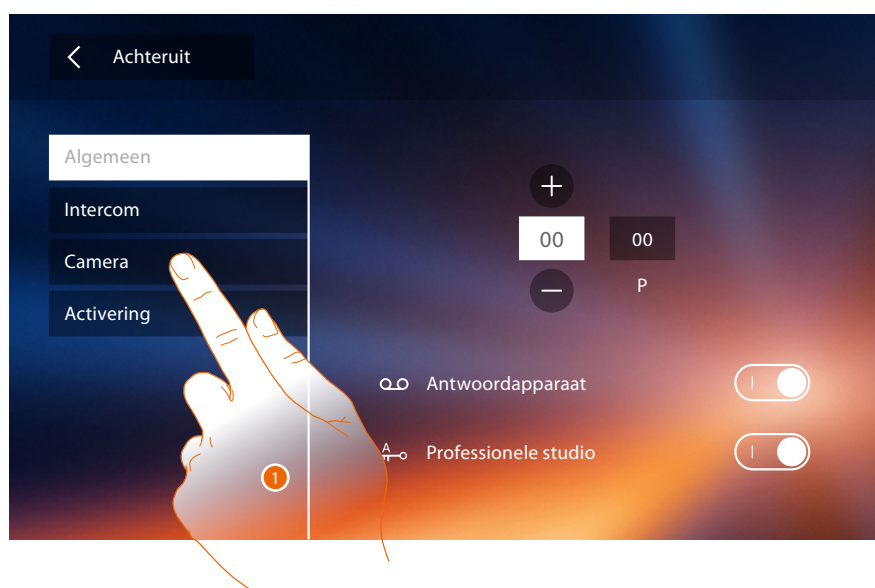 Achteruit
Algemeen
Intercom
Camera
Activering
00 00
P
Antwoordapparaat
A
Professionele studio
1